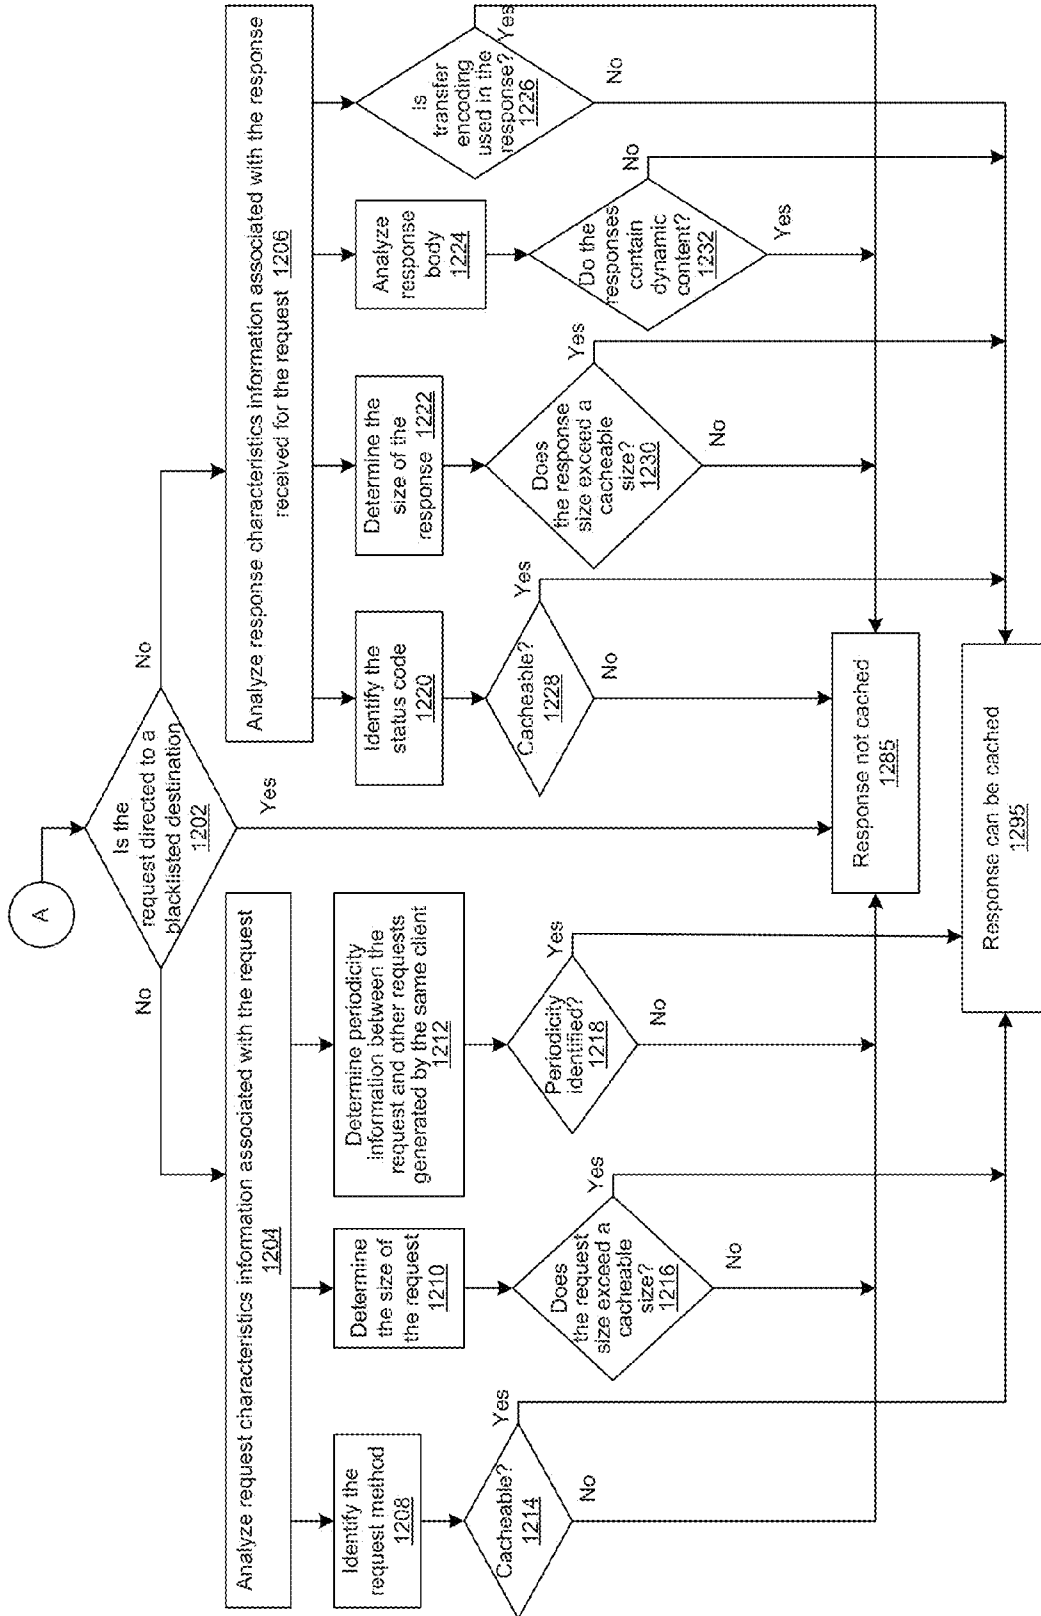 A
Is the
request directed to a
blacklisted destination
1202
No
No
Yes
Analyze request characteristics information associated with the request
1204
Analyze response characteristics information associated with the response
received for the request 1206
Identify the
request method
1208
Determine
the size of
the request
1210
Determine periodicity
information between the
request and other requests
generated by the same client
1212
Identify the
status code
1220
Determine the
size of the
response 1222
Analyze
response
body
1224
Is
transfer
encoding
used in the
response?
1226
Yes
No
Cacheable?
1214
Yes
No
Does
the request
size exceed a
cacheable
size?
1216
Yes
No
Periodicity
identified?
1218
Yes
No
Cacheable?
1228
Yes
No
Does
the response
size exceed a
cacheable
size?
1230
Yes
No
Do the
responses
contain
dynamic
content?
1232
No
Yes
Response not cached
1285
Response can be cached
1295